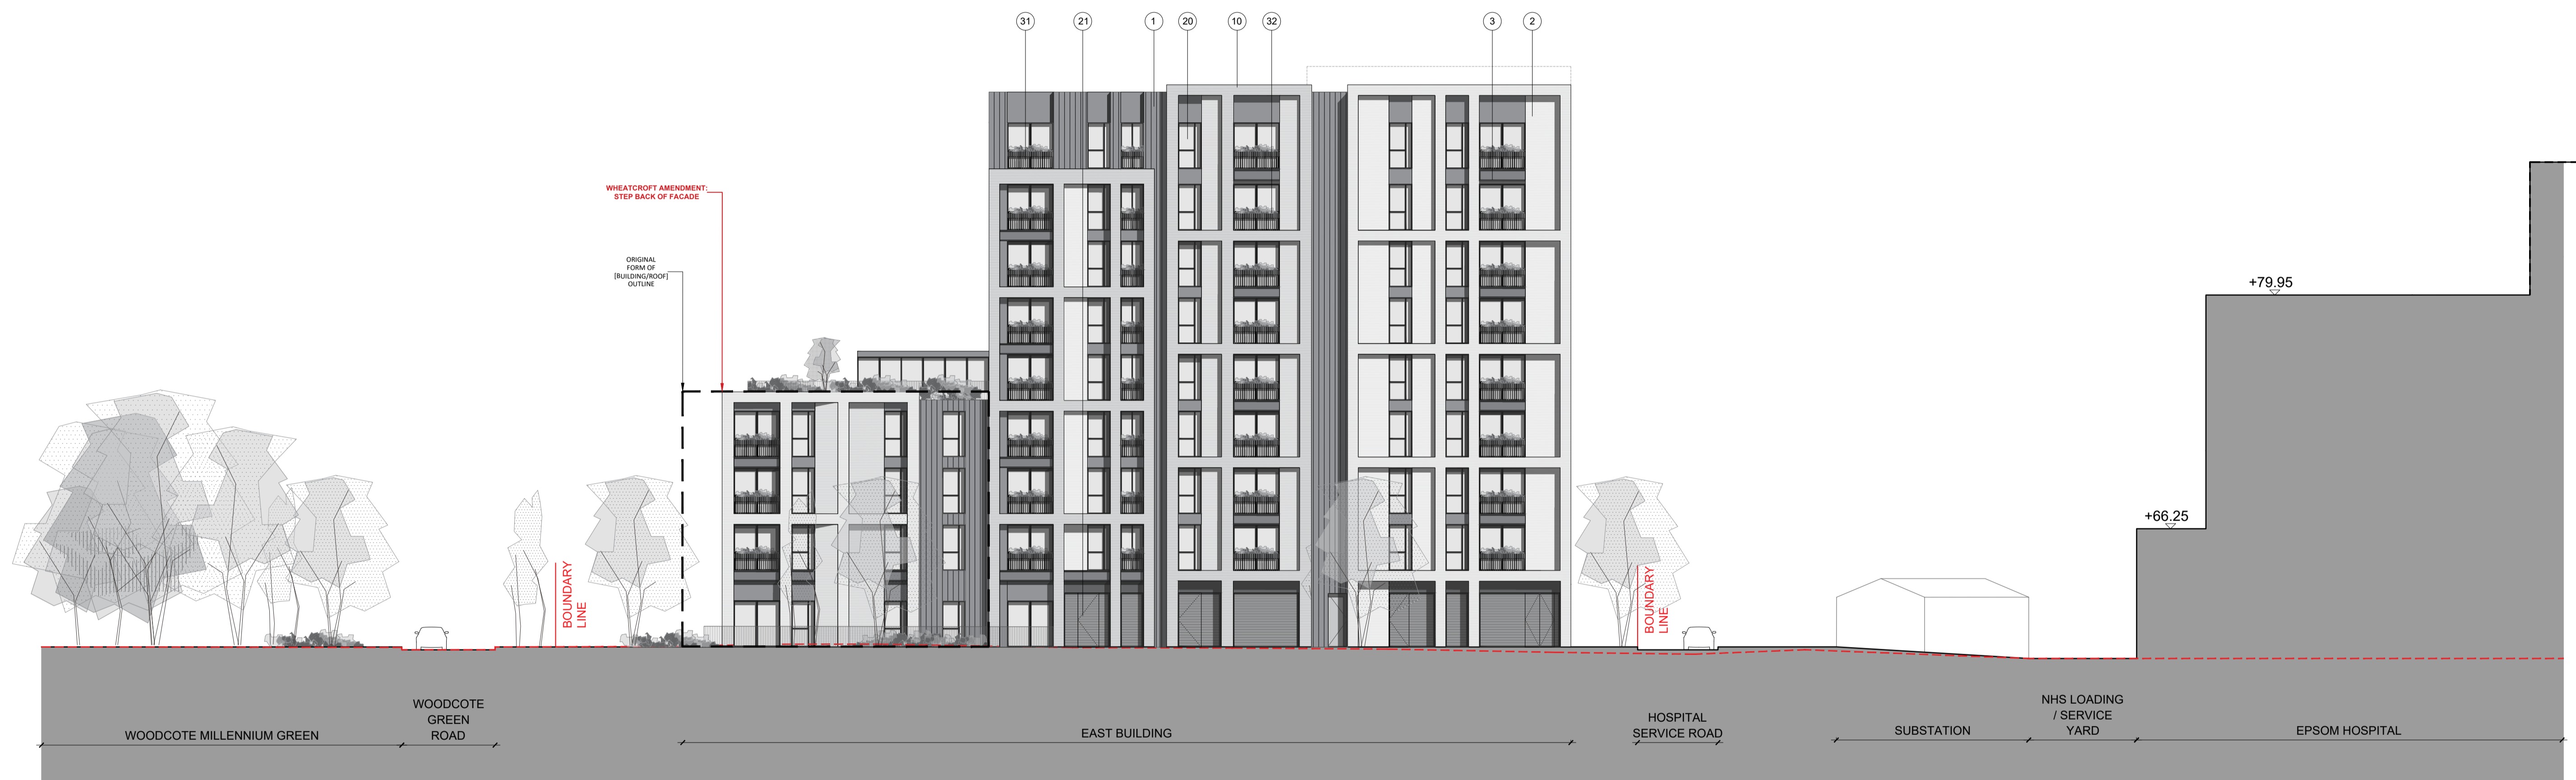 31
21
1
20
10
32
3
2
WHEATCROFT AMENDMENT:
STEP BACK OF FACADE
ORIGINAL
FORM OF
[BUILDING/ROOF]
OUTLINE
+79.95
+66.25
BOUNDARY
LINE
BOUNDARY
LINE
WOODCOTE MILLENNIUM GREEN
WOODCOTE
GREEN
ROAD
EAST BUILDING
HOSPITAL
SERVICE ROAD
SUBSTATION
NHS LOADING
/ SERVICE
YARD
EPSOM HOSPITAL